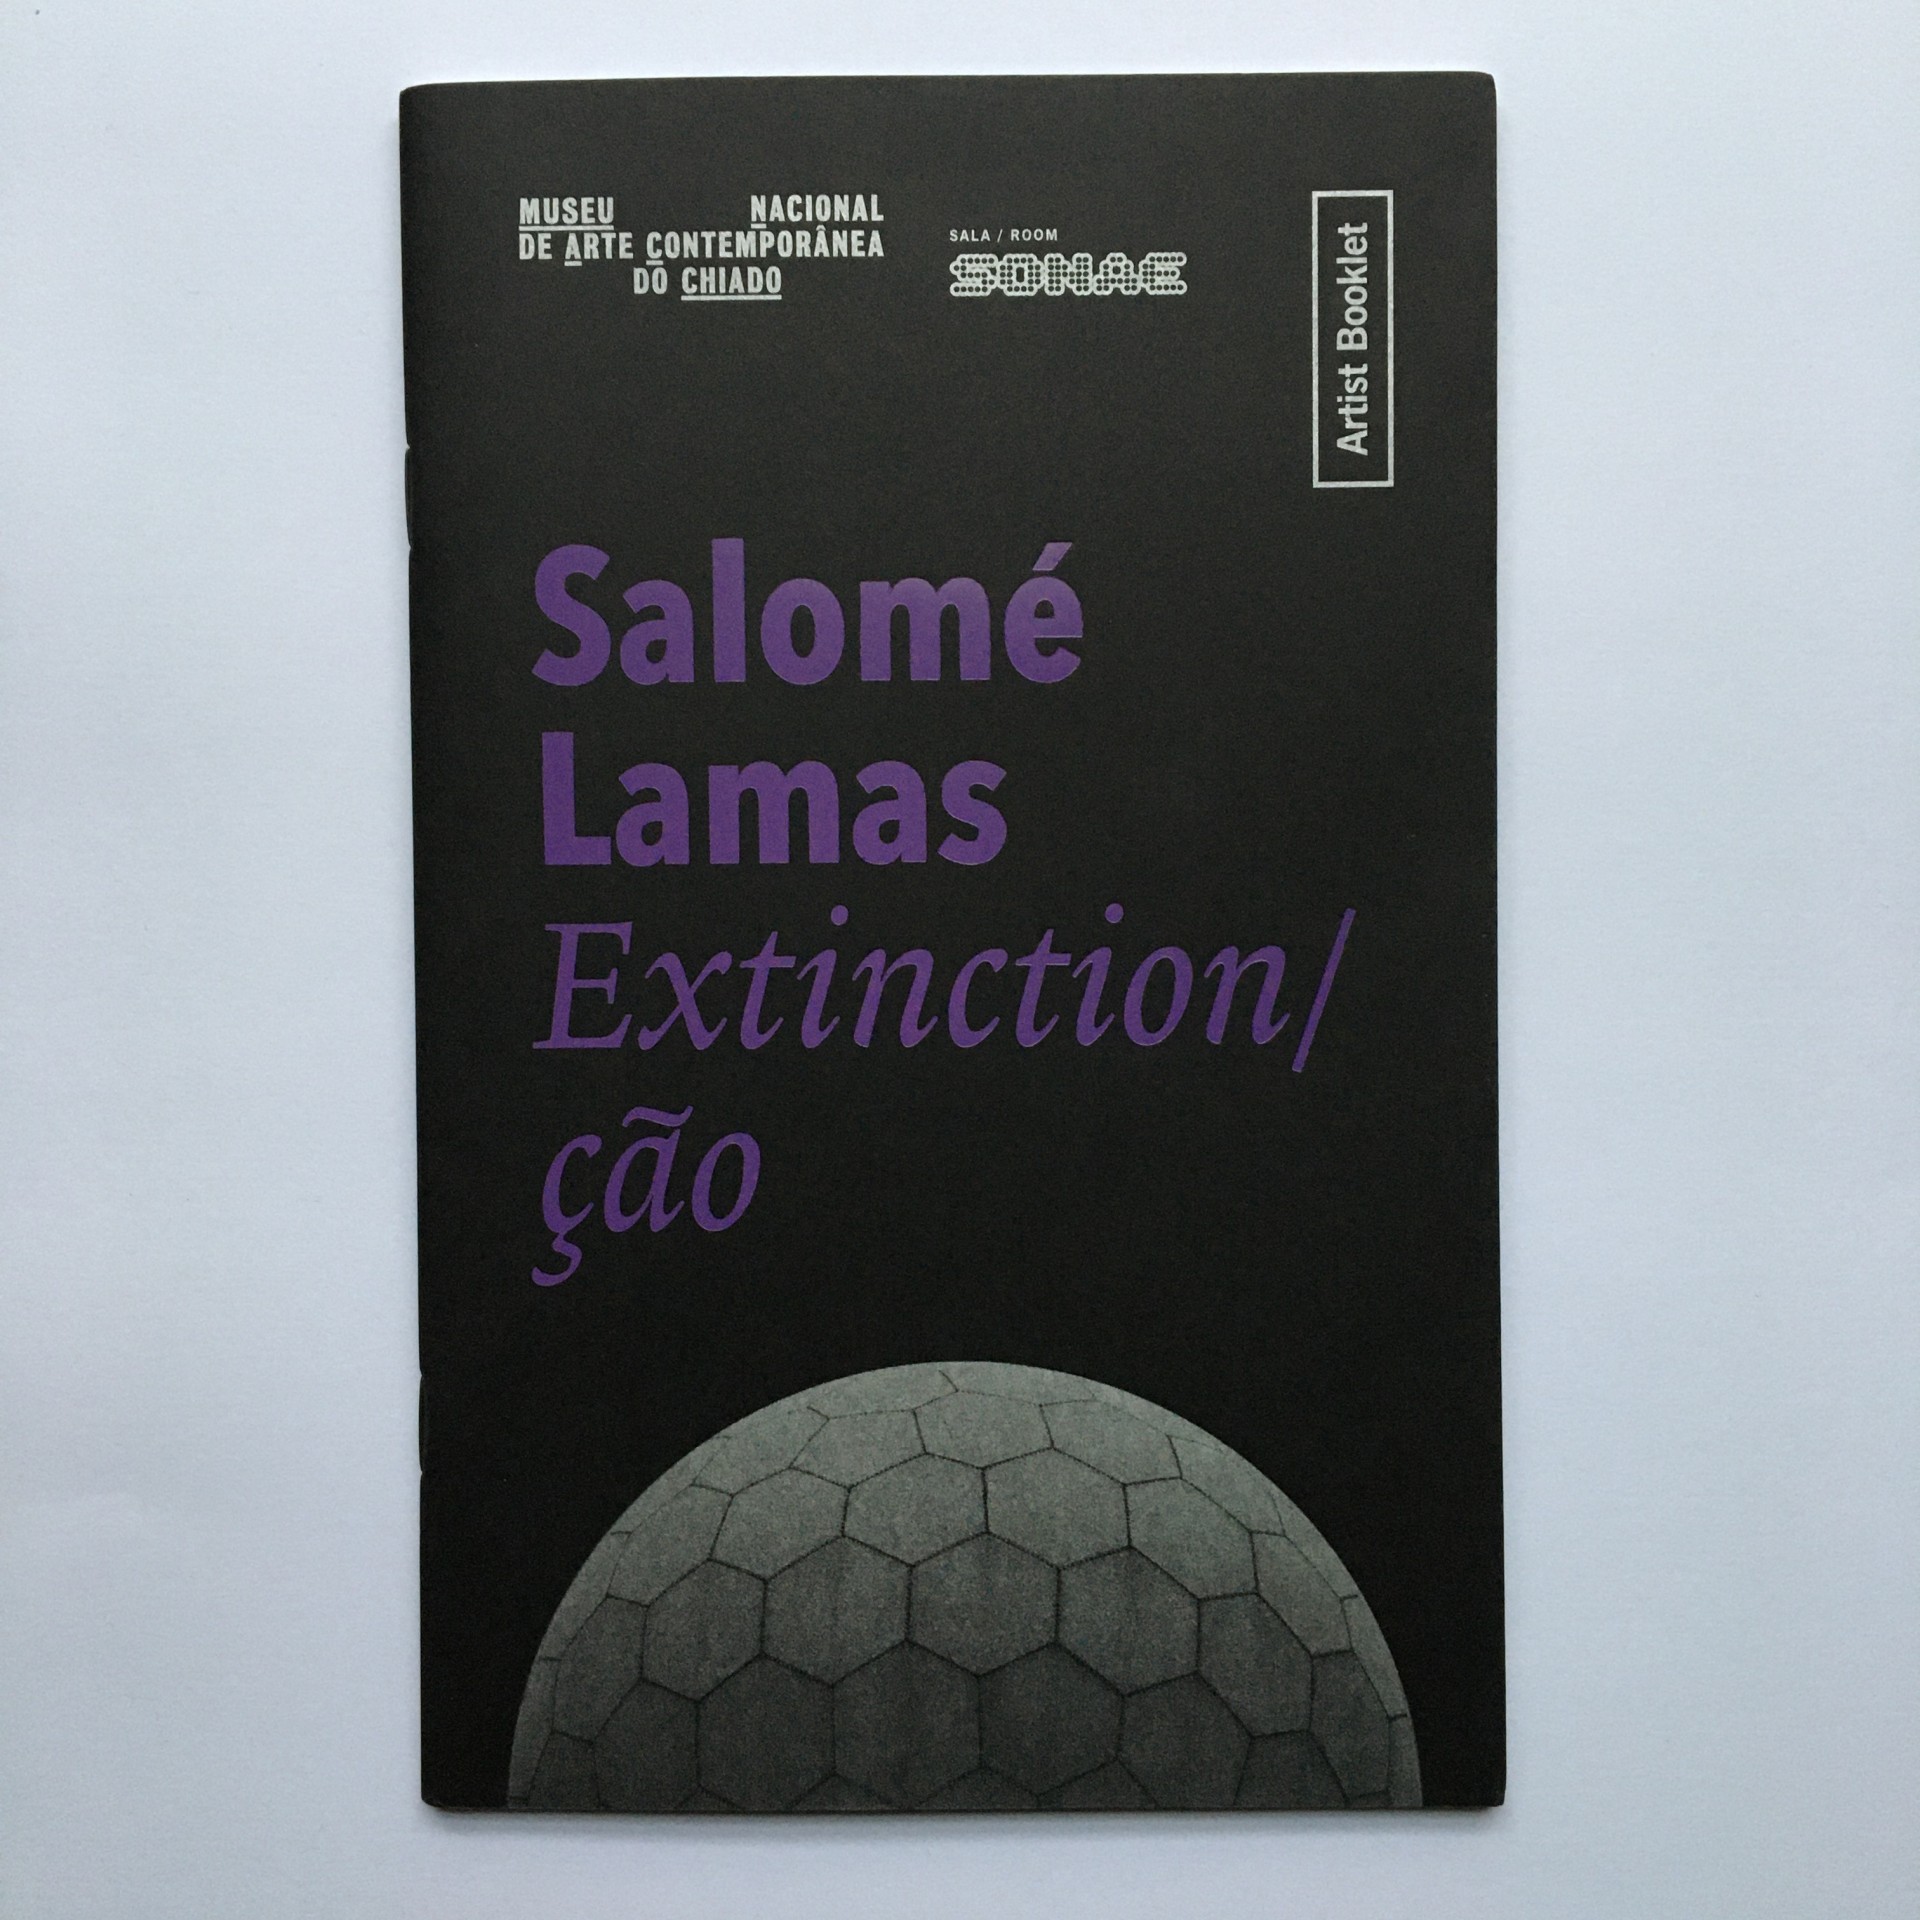 MUSEU NACIONAL
DE ARTE CONTEMPORÂNEA
DO CHIADO
SALA / ROOM
SONAE
Artist Booklet
Salomé
Lamas
Extinction/
ção